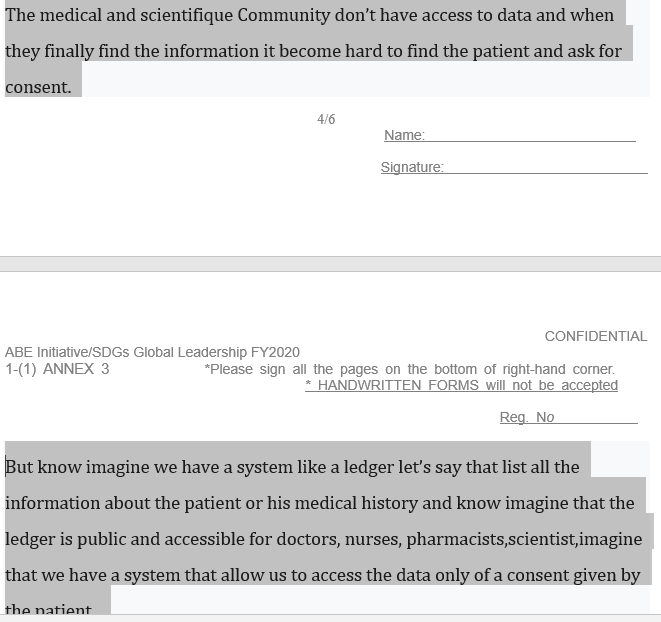 The medical and scientifique Community don’t have access to data and when
they finally find the information it become hard to find the patient and ask for
consent.
4/6
Name:
Signature:
CONFIDENTIAL
ABE Initiative/SDGs Global Leadership FY2020
1-(1) ANNEX 3 *Please sign all the pages on the bottom of right-hand corner.
* HANDWRITTEN FORMS will not be accepted
Reg. No
But know imagine we have a system like a ledger let’s say that list all the
information about the patient or his medical history and know imagine that the
ledger is public and accessible for doctors, nurses, pharmacists,scientist,imagine
that we have a system that allow us to access the data only of a consent given by
the patient